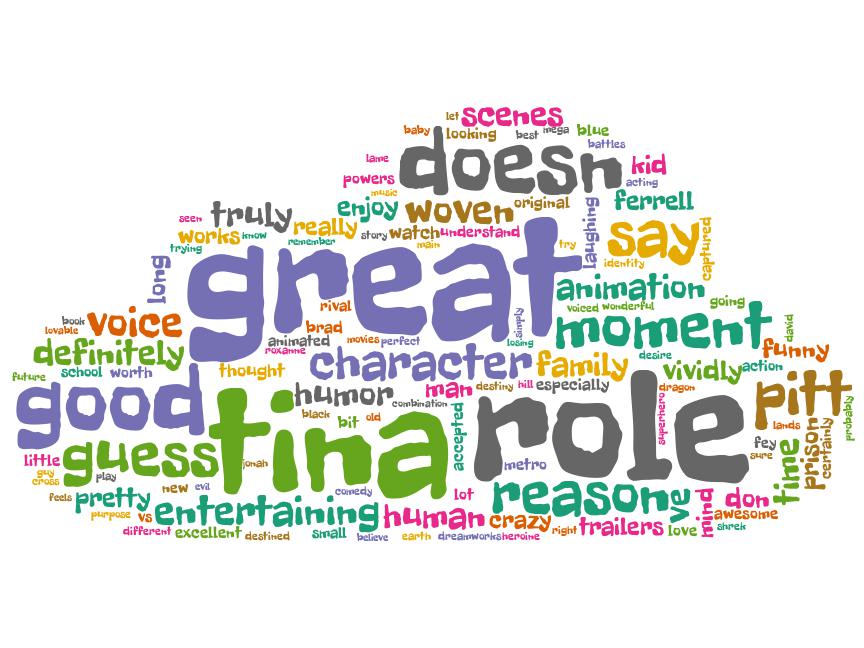 let scenes
baby looking best mega blue
battles
lame doesn kid
powers acting
music
seen truly enjoy woven original laughing ferrell
works know really story watch understand try say captured
trying remember main identity
long great animation
book rival voiced wonderful going
lovable voice brad simply moment david
animated movies perfect losing
definitely roxanne character family desire funny
future school worth thought vividly action
humor man destiny hill especially dragon pitt
good black bit old combination accepted role superhero lands probably
guess tina fey prison certainly
little jonah metro sure time
guy
cross play
feels pretty new evil comedy lot reasone ve mind don
purpose vs entertaining human crazy trailers awesome
different excellent destined small believe earth dreamworks heroine right love shrek